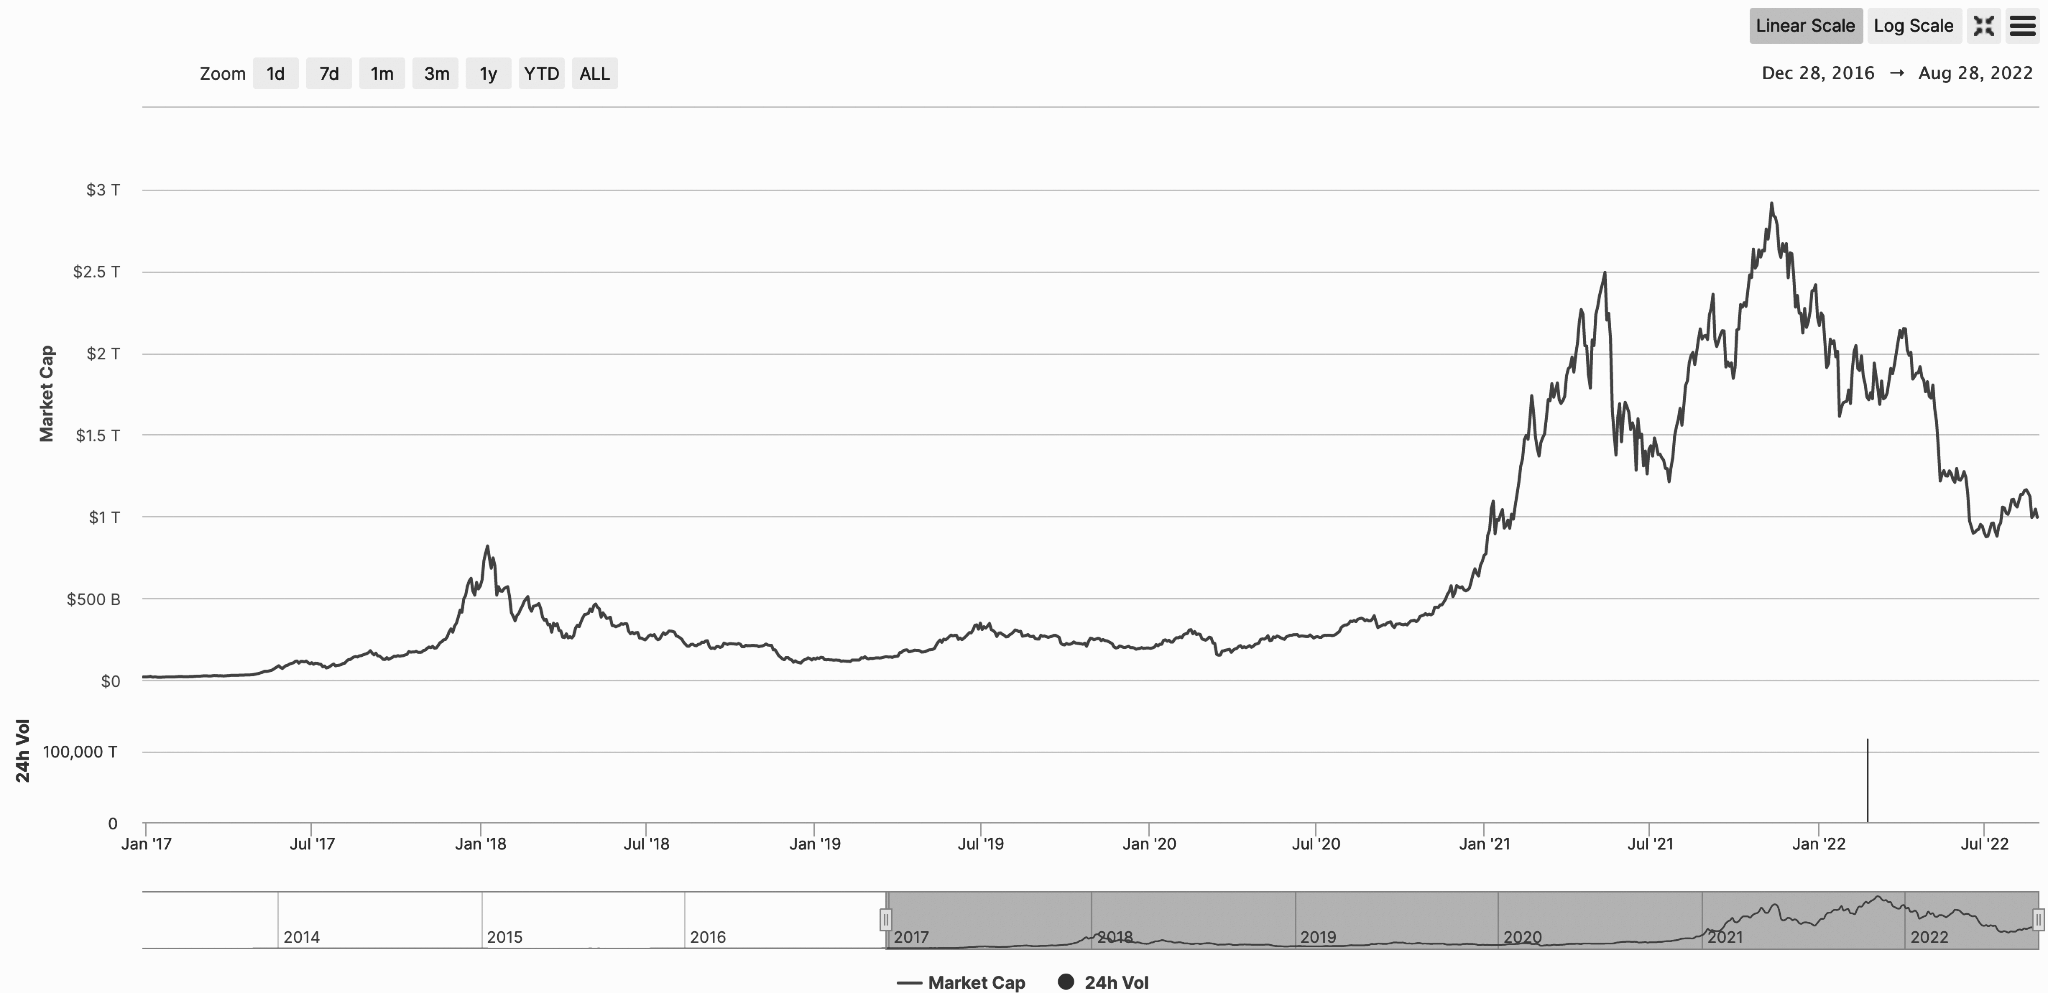 Linear Scale Log Scale
Zoom 1d 7d 1m 3m 1y YTD ALL
Dec 28, 2016 → Aug 28, 2022
Market Cap
$3 T
$2.5 T
$2 T
$1.5 T
$1 T
$500 B
$0
24h Vol
100,000 T
0
Jan '17 Jul '17 Jan '18 Jul '18 Jan '19 Jul '19 Jan '20 Jul '20 Jan '21 Jul '21 Jan '22 Jul '22
2014 2015 2016 2017 2018 2019 2020 2021 2022
Market Cap 24h Vol